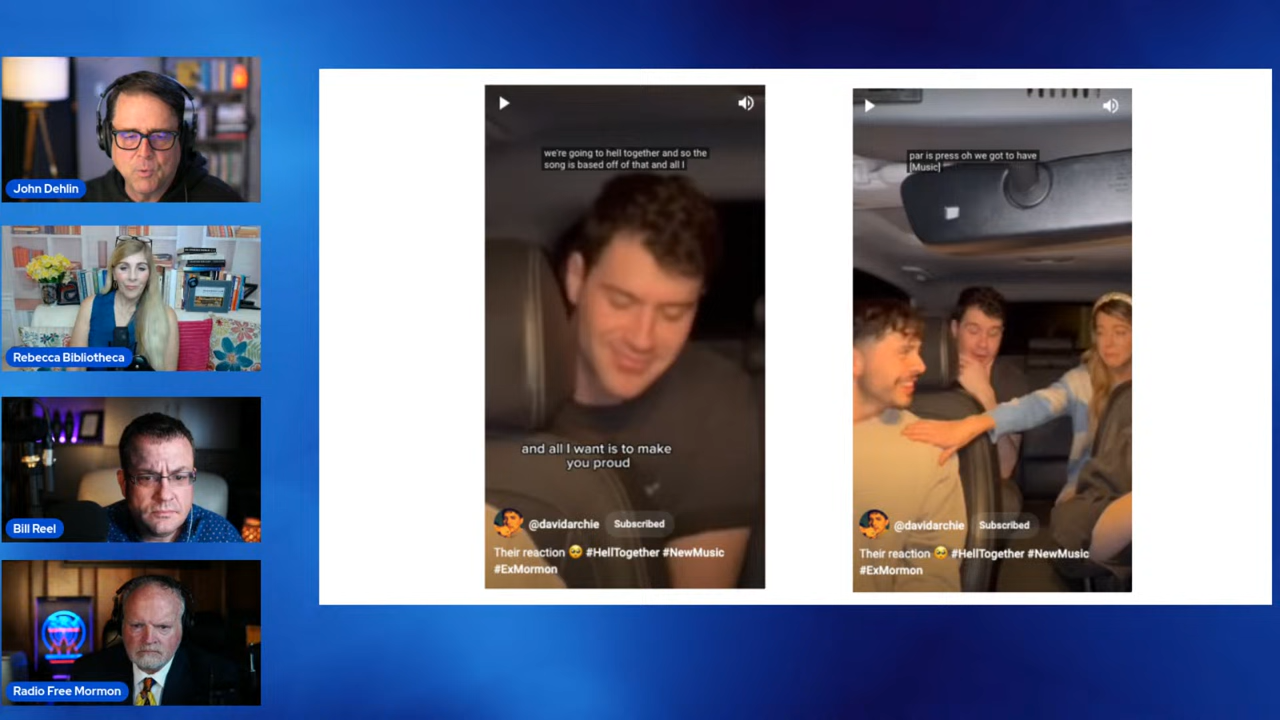 John Dehlin
Rebecca Bibliotheca
Bill Reel
Radio Free Mormon
we're going to hell together and so the
song is based off of that and all I
and all I want is to make
you proud
@davidarchie
Subscribed
Their reaction 🥹 #HellTogether #NewMusic
#ExMormon
par is press oh we got to have
[Music]
@davidarchie
Subscribed
Their reaction 🥹 #HellTogether #NewMusic
#ExMormon